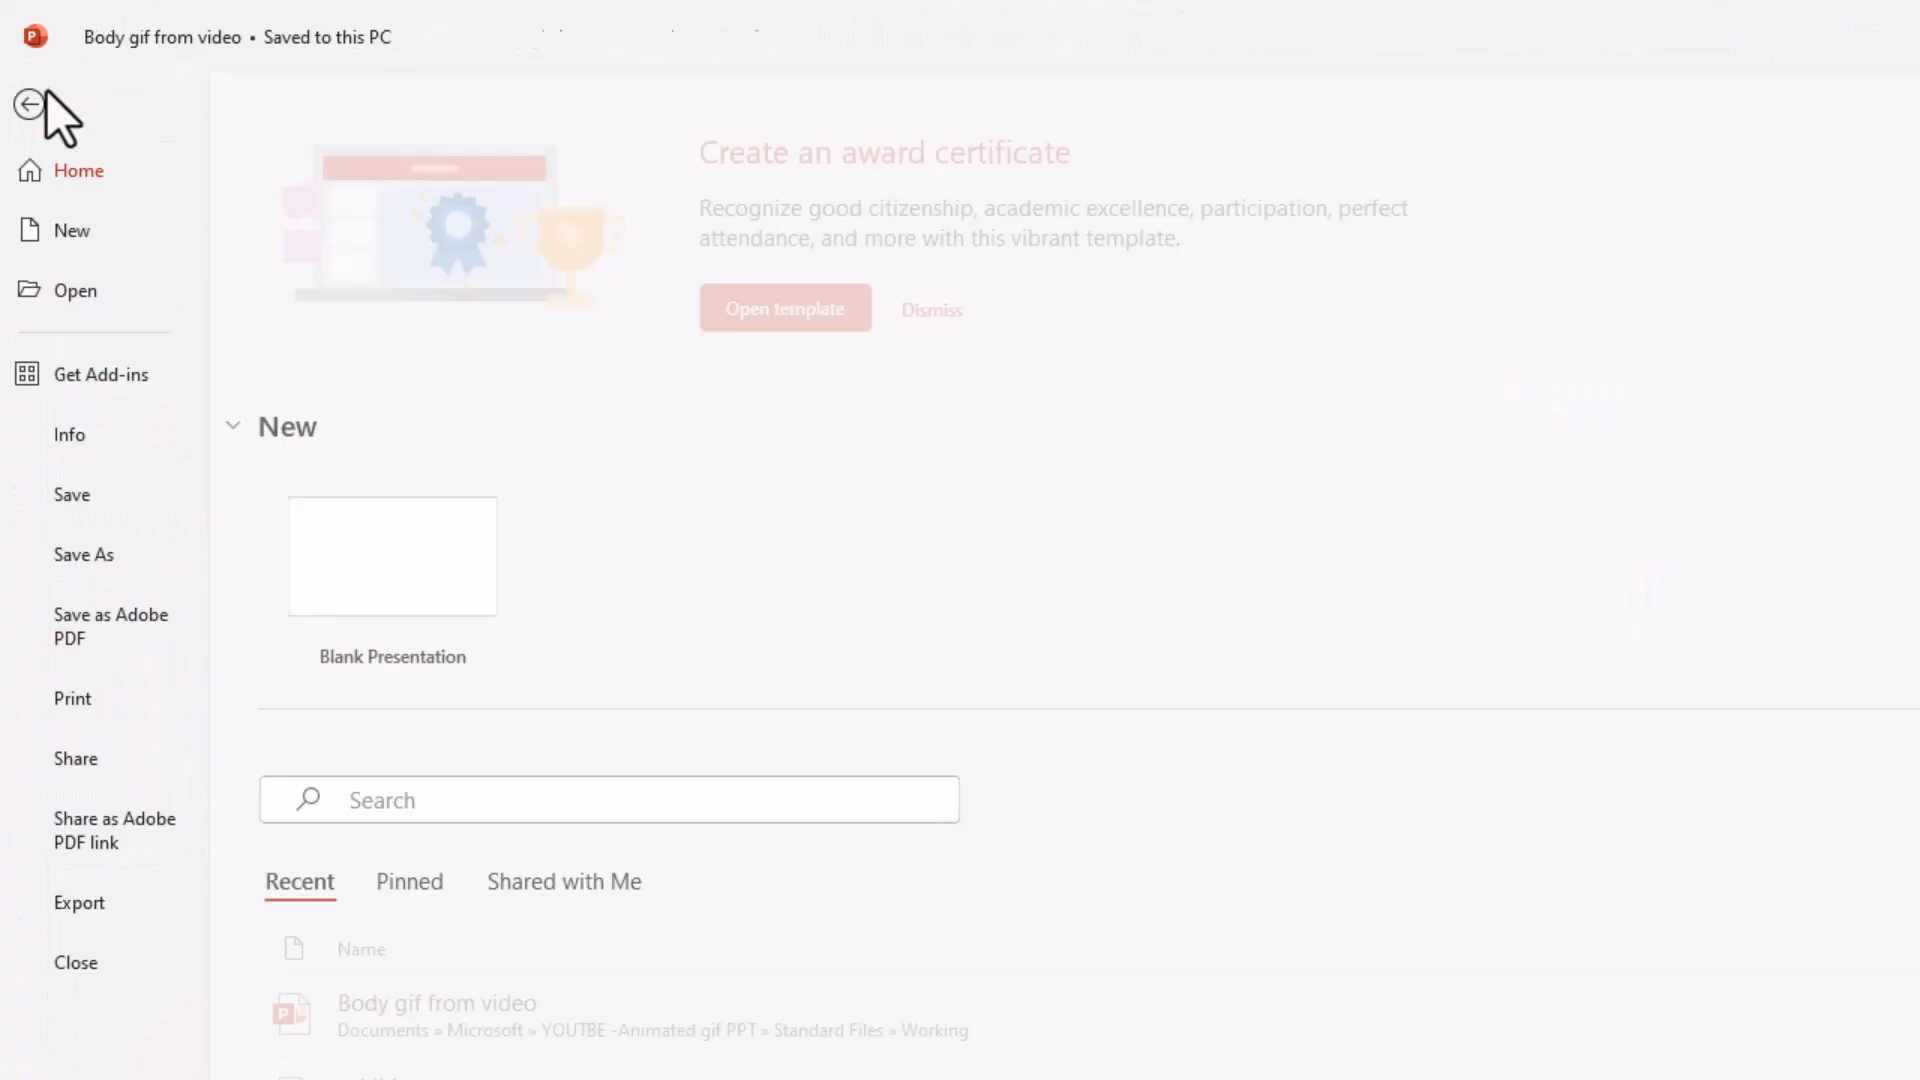 Body gif from video • Saved to this PC
Home
New
Open
Get Add-ins
Info
Save
Save As
Save as Adobe
PDF
Print
Share
Share as Adobe
PDF link
Export
Close
Create an award certificate
Recognize good citizenship, academic excellence, participation, perfect
attendance, and more with this vibrant template.
Open template
Dismiss
New
Blank Presentation
Search
Recent
Pinned
Shared with Me
Name
Body gif from video
Documents » Microsoft » YOUTBE -Animated gif PPT » Standard Files » Working